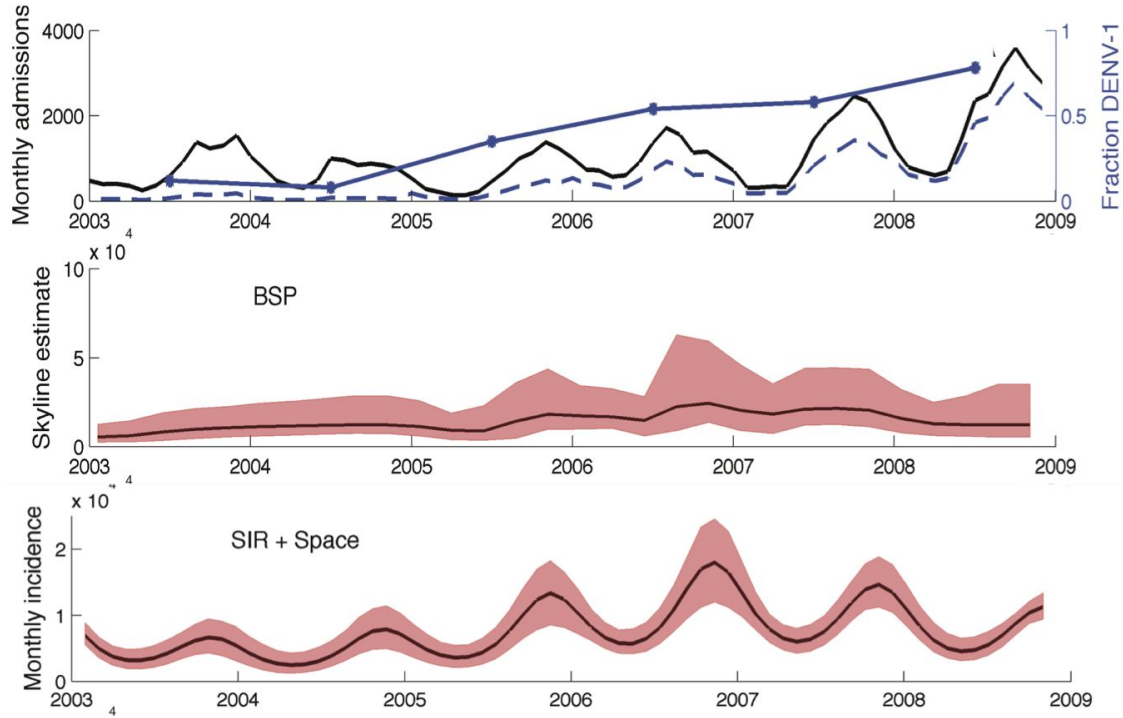 4000
2000
0
Monthly admissions
1
0.5
0
Fraction DENV-1
2003 2004 2005 2006 2007 2008 2009
x 10 4
10
5
0
Skyline estimate
BSP
2003 2004 2005 2006 2007 2008 2009
x 10 4 4
2
1
0
Monthly incidence
SIR + Space
2003 2004 2005 2006 2007 2008 2009
4